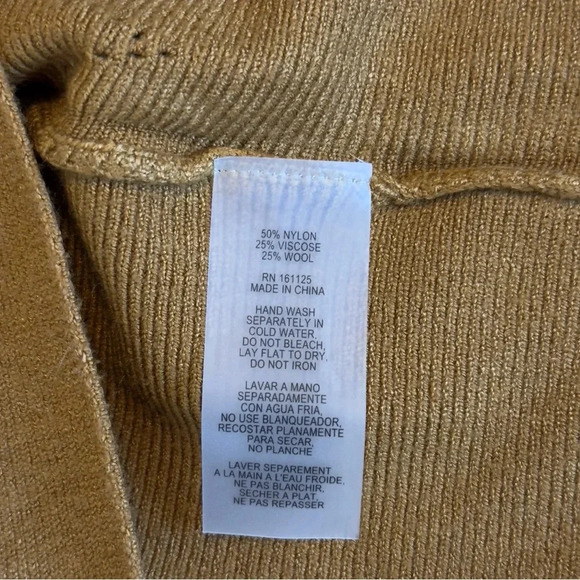 50% NYLON
25% VISCOSE
25% WOOL
RN 161125
MADE IN CHINA
HAND WASH
SEPARATELY IN
COLD WATER.
DO NOT BLEACH,
LAY FLAT TO DRY.
DO NOT IRON
LAVAR A MANO
SEPARADAMENTE
CON AGUA FRIA,
NO USE BLANQUEADOR,
RECOSTAR PLANAMENTE
PARA SECAR,
NO PLANCHE
LAVER SEPAREMENT
A LA MAIN A L'EAU FROIDE.
NE PAS BLANCHIR,
SECHER A PLAT,
NE PAS REPASSER